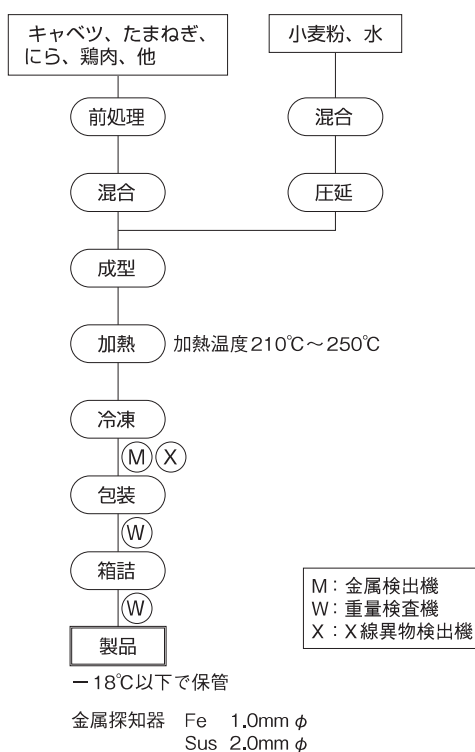 キャベツ、たまねぎ、
にら、鶏肉、他
小麦粉、水
前処理
混合
混合
圧延
成型
加熱 加熱温度210℃～250℃
冷凍
M X
包装
W
箱詰
W
製品
－18℃以下で保管
M：金属検出機
W：重量検査機
X：X線異物検出機
金属探知器 Fe 1.0mm φ
Sus 2.0mm φ